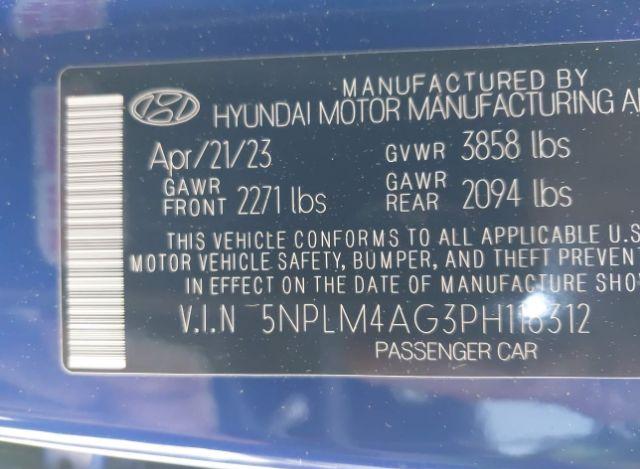 MANUFACTURED BY
HYUNDAI MOTOR MANUFACTURING
Apr/21/23 GVWR 3858 lbs
GAWR FRONT 2271 lbs GAWR REAR 2094 lbs
THIS VEHICLE CONFORMS TO ALL APPLICABLE U.S
MOTOR VEHICLE SAFETY, BUMPER, AND THEFT PREVENT
IN EFFECT ON THE DATE OF MANUFACTURE SHO
V.I.N 5NPLM4AG3PH116312
PASSENGER CAR